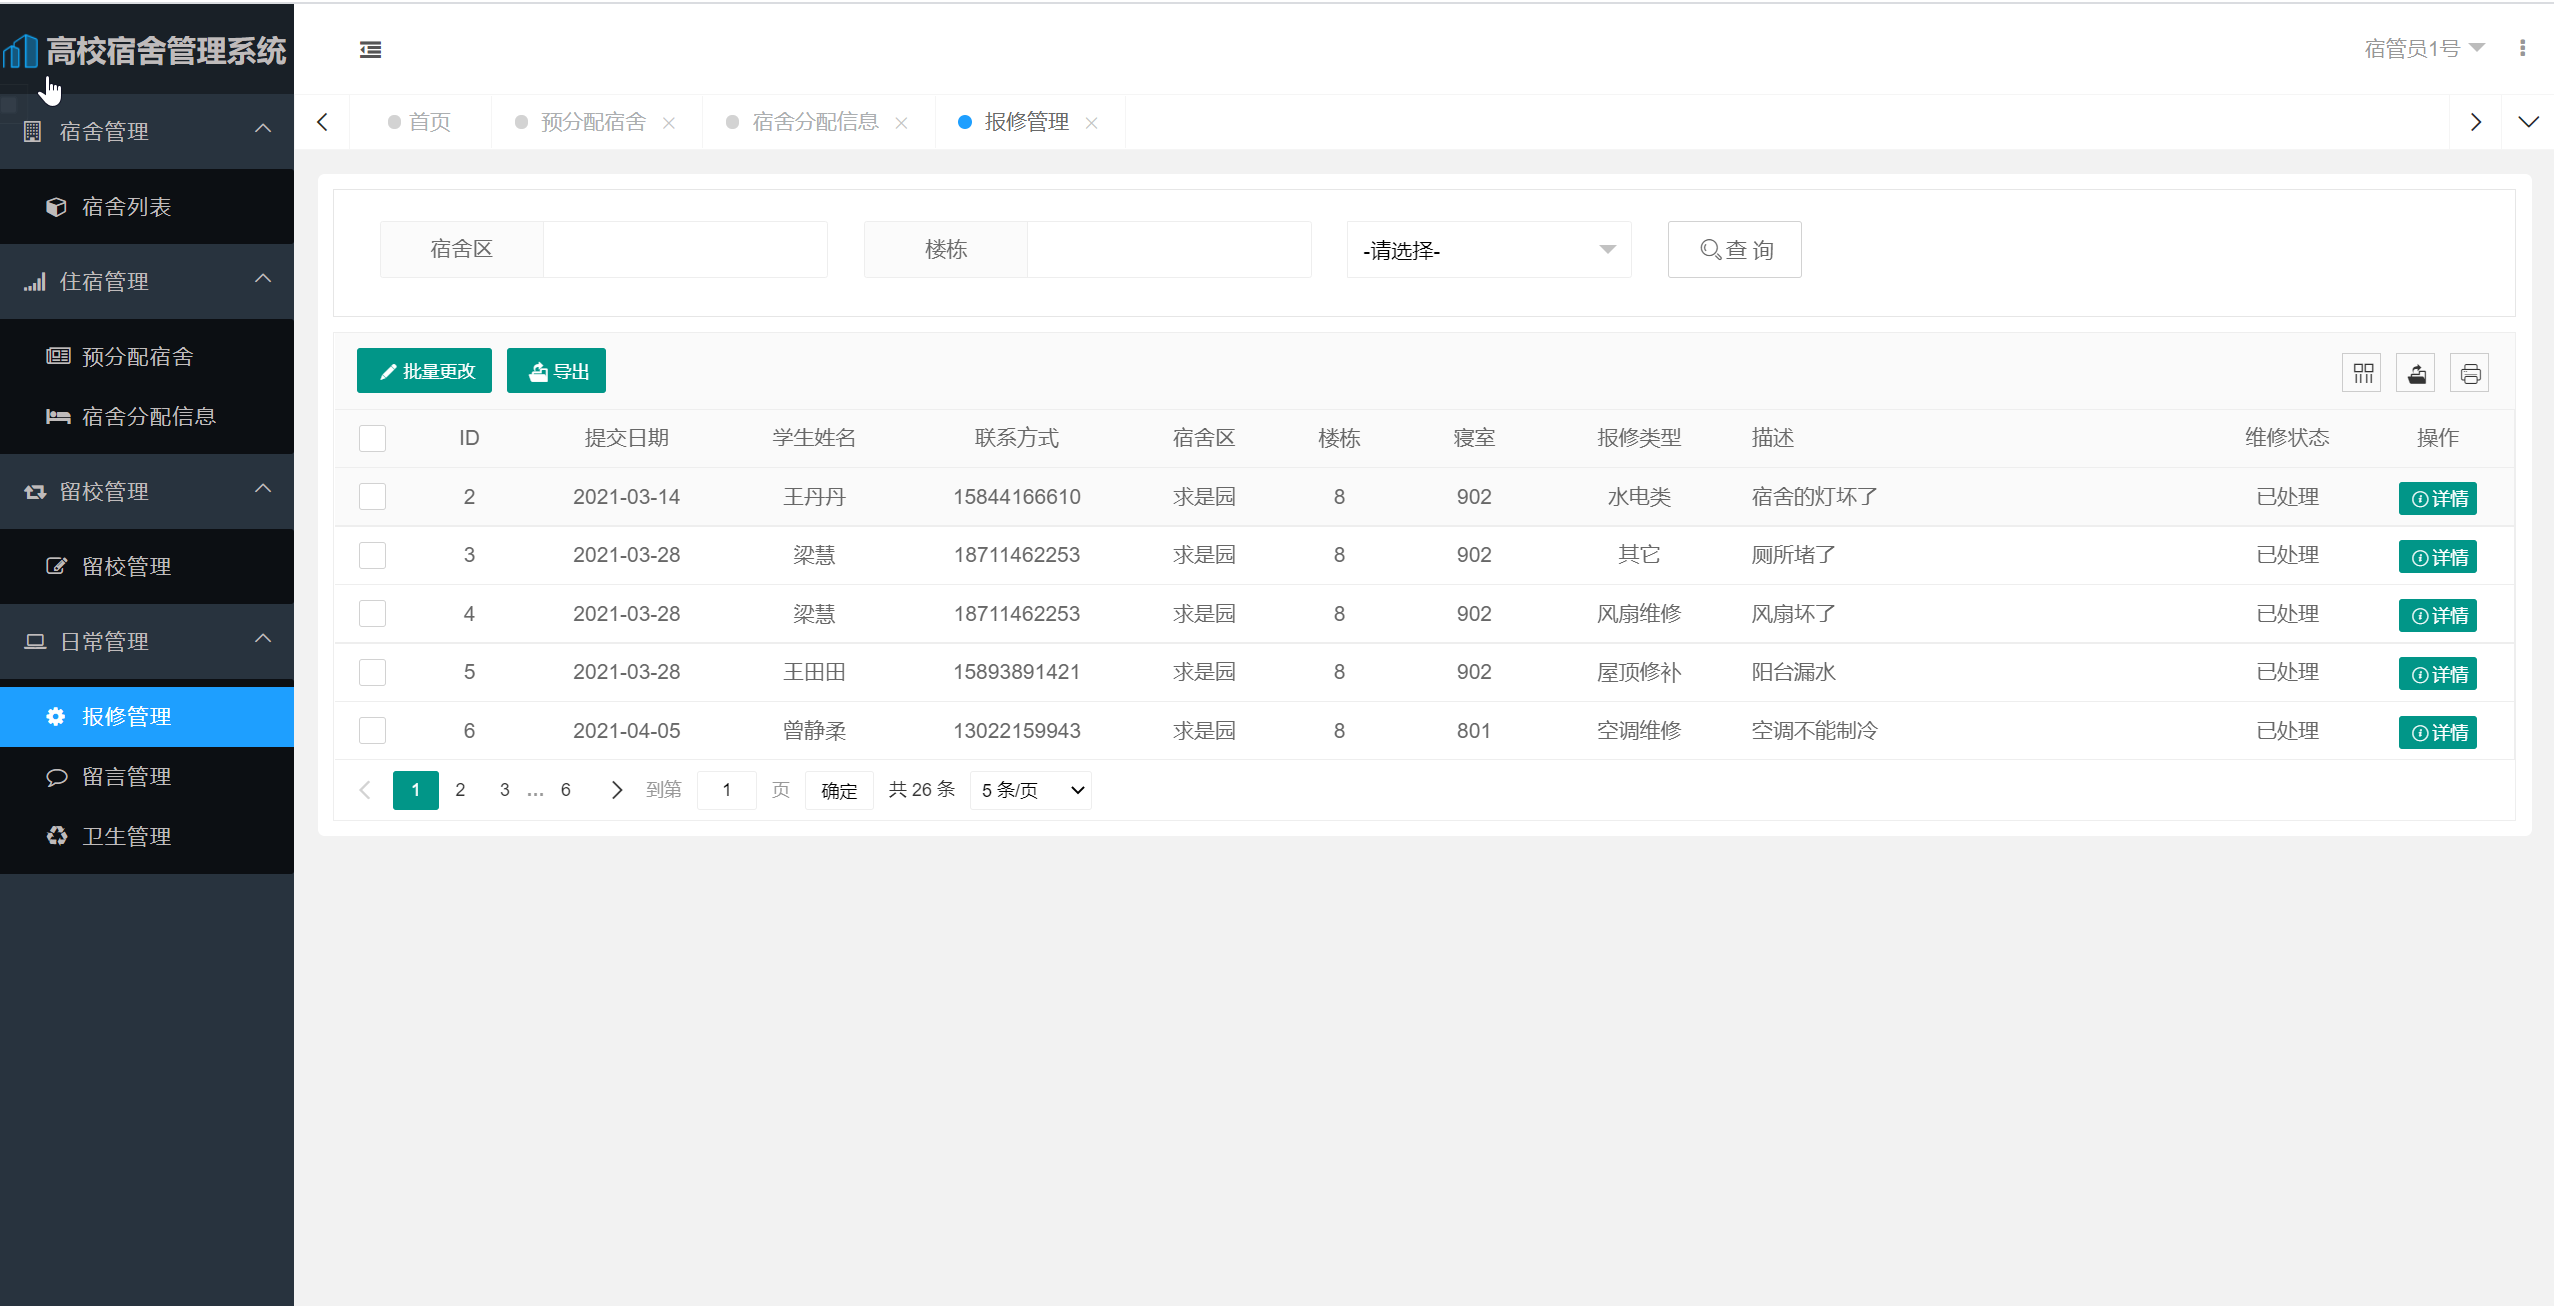 高校宿舍管理系统
宿管员1号
宿舍管理
宿舍列表
住宿管理
预分配宿舍
宿舍分配信息
留校管理
留校管理
日常管理
报修管理
留言管理
卫生管理
首页 预分配宿舍 宿舍分配信息 报修管理
宿舍区 楼栋 -请选择- 查 询
批量更改 导出
ID 提交日期 学生姓名 联系方式 宿舍区 楼栋 寝室 报修类型 描述 维修状态 操作
2 2021-03-14 王丹丹 15844166610 求是园 8 902 水电类 宿舍的灯坏了 已处理 详情
3 2021-03-28 梁慧 18711462253 求是园 8 902 其它 厕所堵了 已处理 详情
4 2021-03-28 梁慧 18711462253 求是园 8 902 风扇维修 风扇坏了 已处理 详情
5 2021-03-28 王田田 15893891421 求是园 8 902 屋顶修补 阳台漏水 已处理 详情
6 2021-04-05 曾静柔 13022159943 求是园 8 801 空调维修 空调不能制冷 已处理 详情
1 2 3 … 6 到第 1 页 确定 共 26 条 5 条/页